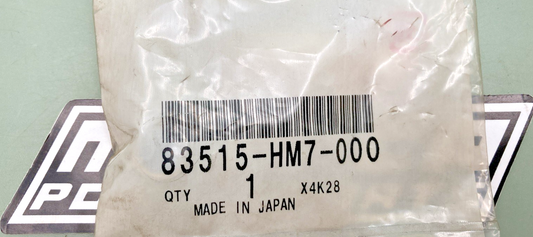 83515-HM7-000
QTY 1 X4K28
MADE IN JAPAN